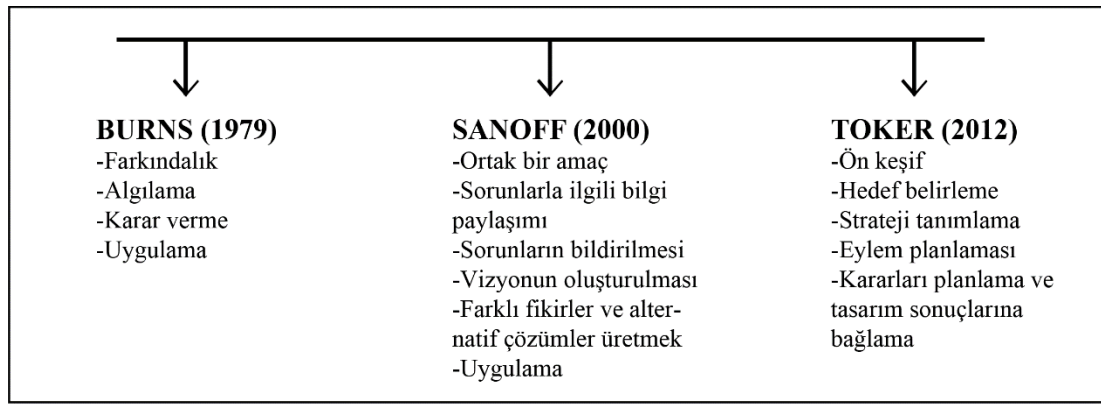 BURNS (1979)
-Farkındalık
-Algılama
-Karar verme
-Uygulama
SANOFF (2000)
-Ortak bir amaç
-Sorunlarla ilgili bilgi
paylaşımı
-Sorunların bildirilmesi
-Vizyonun oluşturulması
-Farklı fikirler ve alter-
natif çözümler üretmek
-Uygulama
TOKER (2012)
-Ön keşif
-Hedef belirleme
-Strateji tanımlama
-Eylem planlaması
-Kararları planlama ve
tasarım sonuçlarına
bağlama